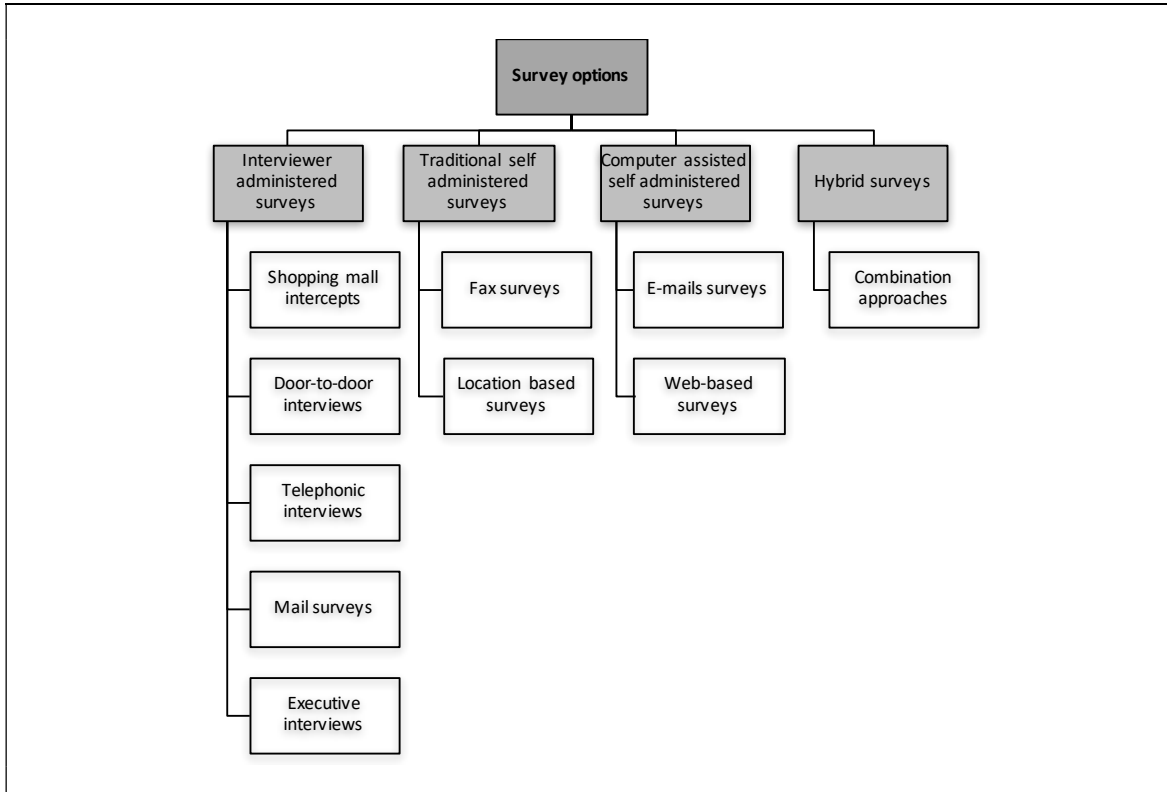 Survey options
Interviewer
administered
surveys
Traditional self
administered
surveys
Computer assisted
self administered
surveys
Hybrid surveys
Shopping mall
intercepts
Fax surveys
E-mails surveys
Combination
approaches
Door-to-door
interviews
Location based
surveys
Web-based
surveys
Telephonic
interviews
Mail surveys
Executive
interviews